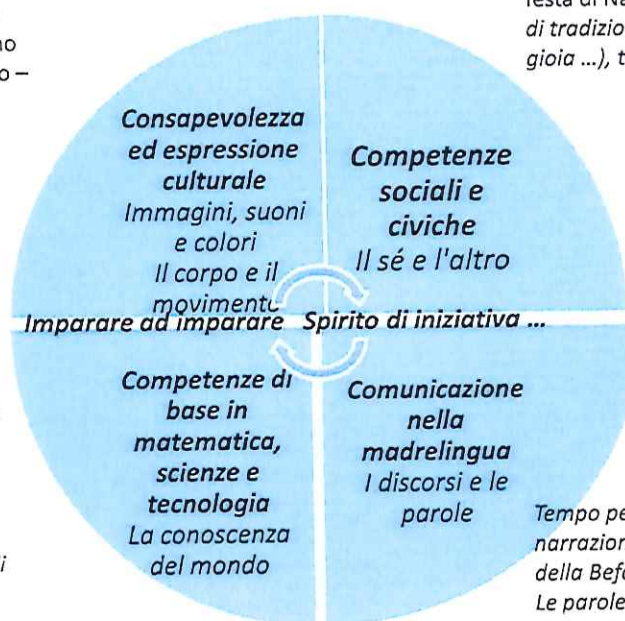 di tradizio
no
o –
gioia ...), t
Consapevolezza
ed espressione
culturale
Immagini, suoni
e colori
Il corpo e il
movimento
Competenze
sociali e
civiche
Il sé e l'altro
Imparare ad imparare Spirito di iniziativa ...
Competenze di
base in
matematica,
scienze e
tecnologia
La conoscenza
del mondo
Comunicazione
nella
madrelingua
I discorsi e le
parole
Tempo pe
narrazion
della Befa
Le parole